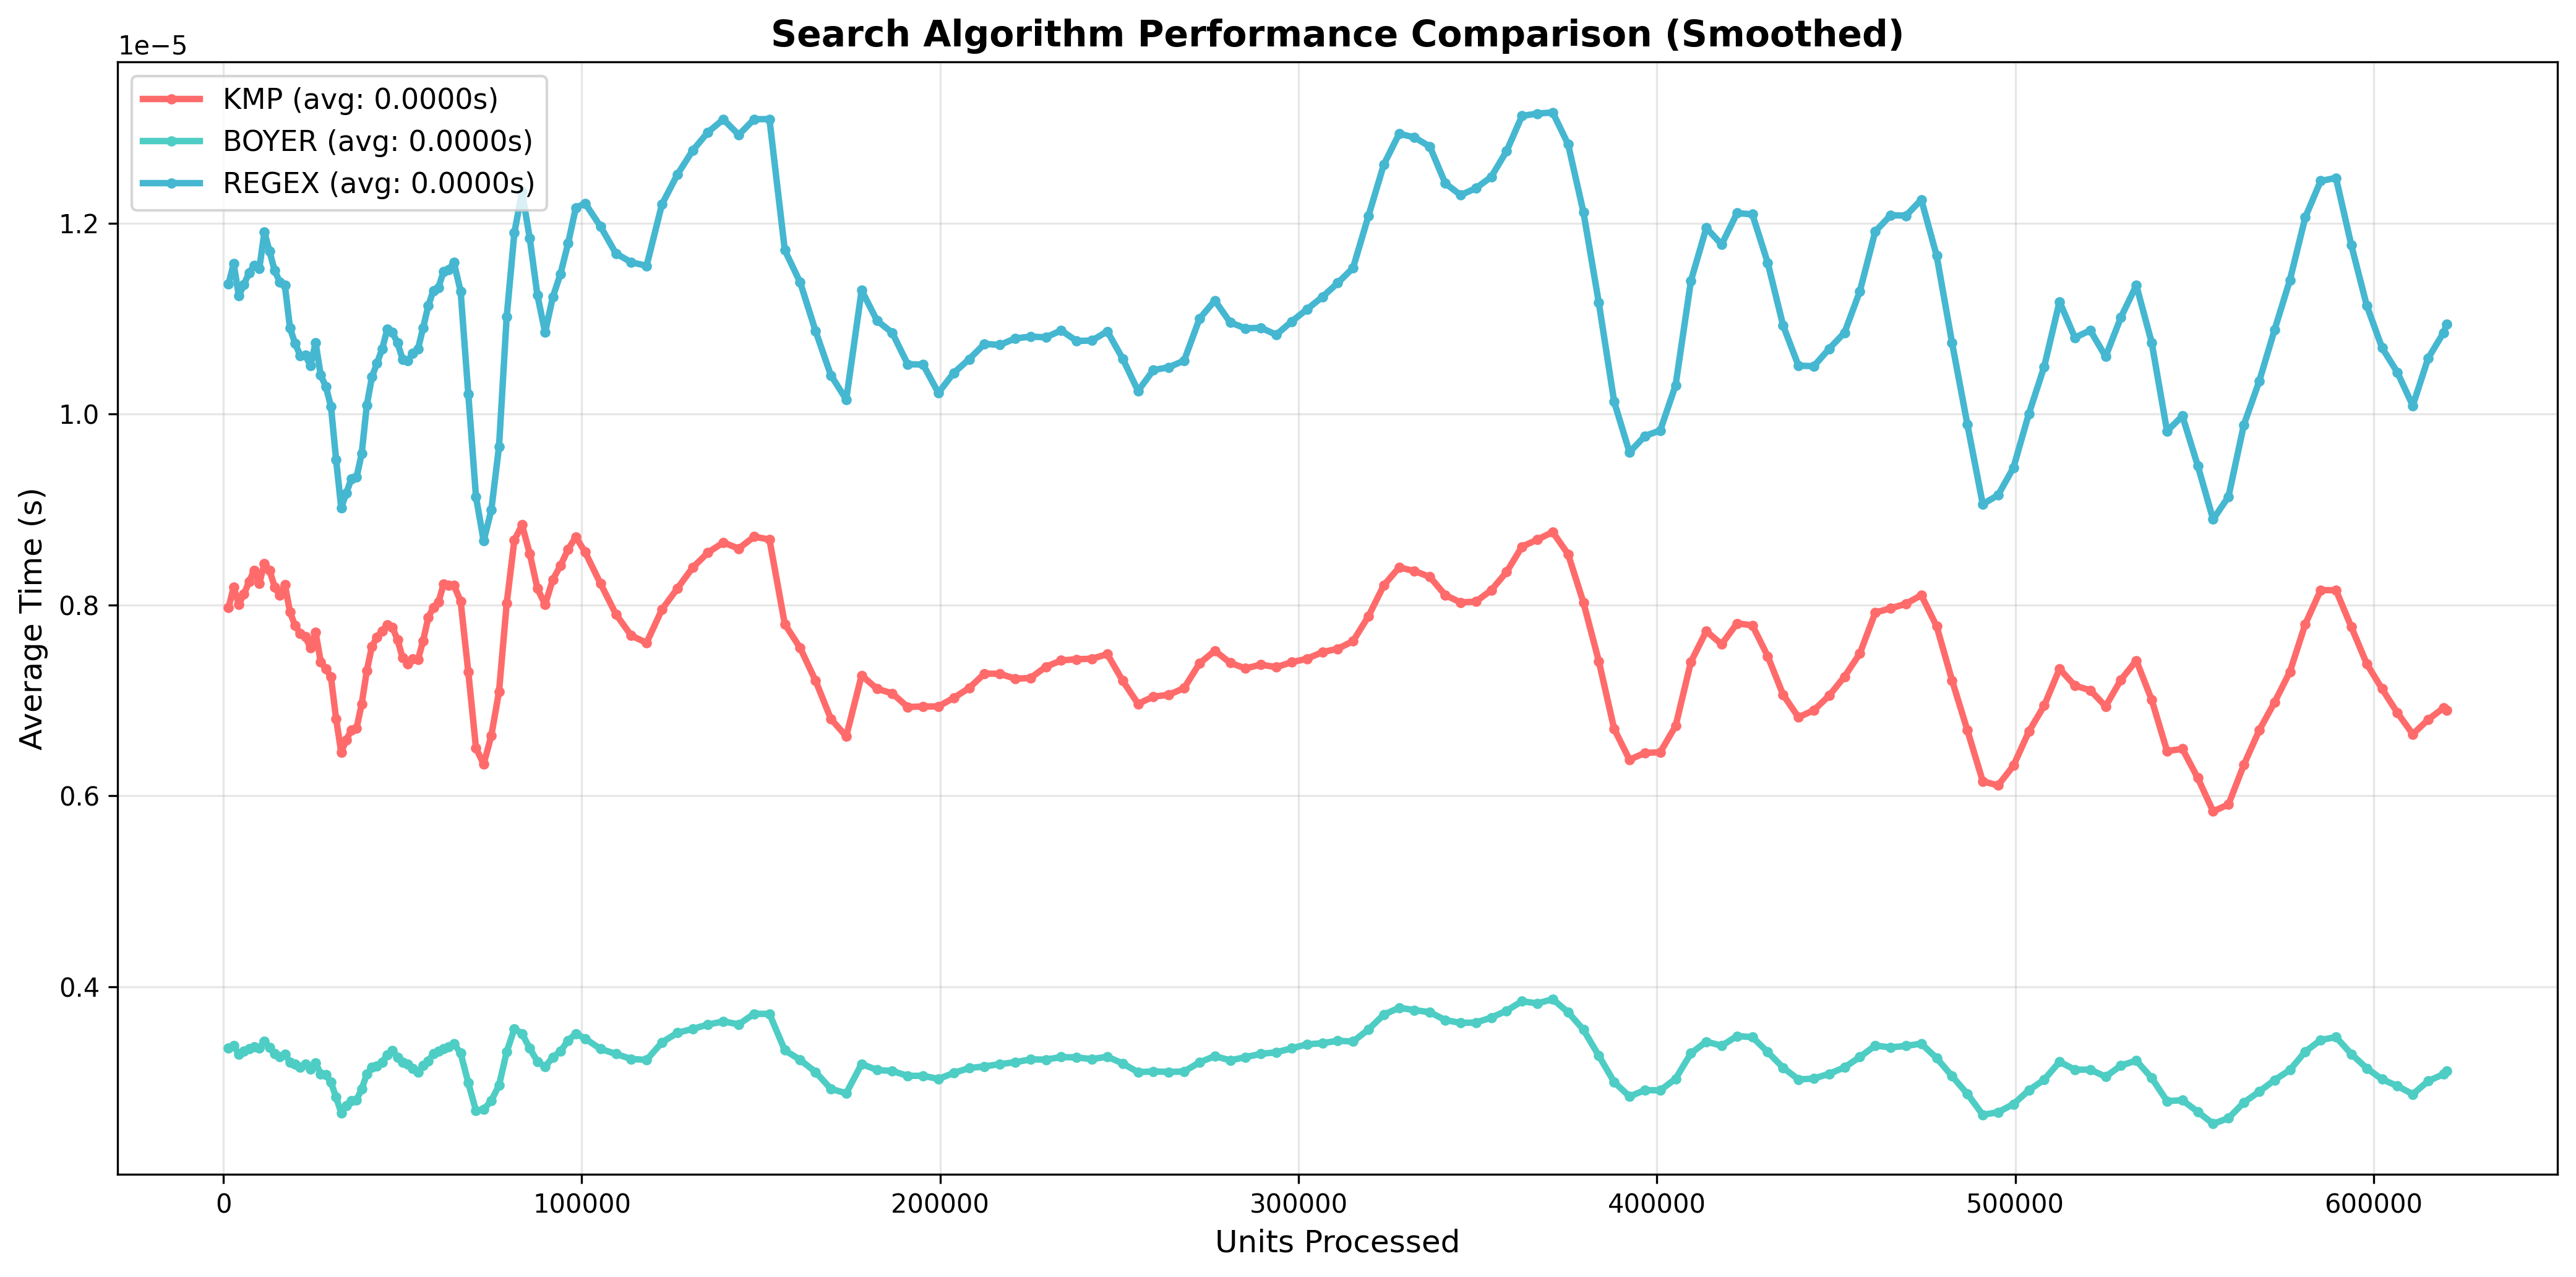 Search Algorithm Performance Comparison (Smoothed)
1e−5
KMP (avg: 0.0000s)
BOYER (avg: 0.0000s)
REGEX (avg: 0.0000s)
1.2
1.0
0.8
0.6
0.4
Average Time (s)
0 100000 200000 300000 400000 500000 600000
Units Processed